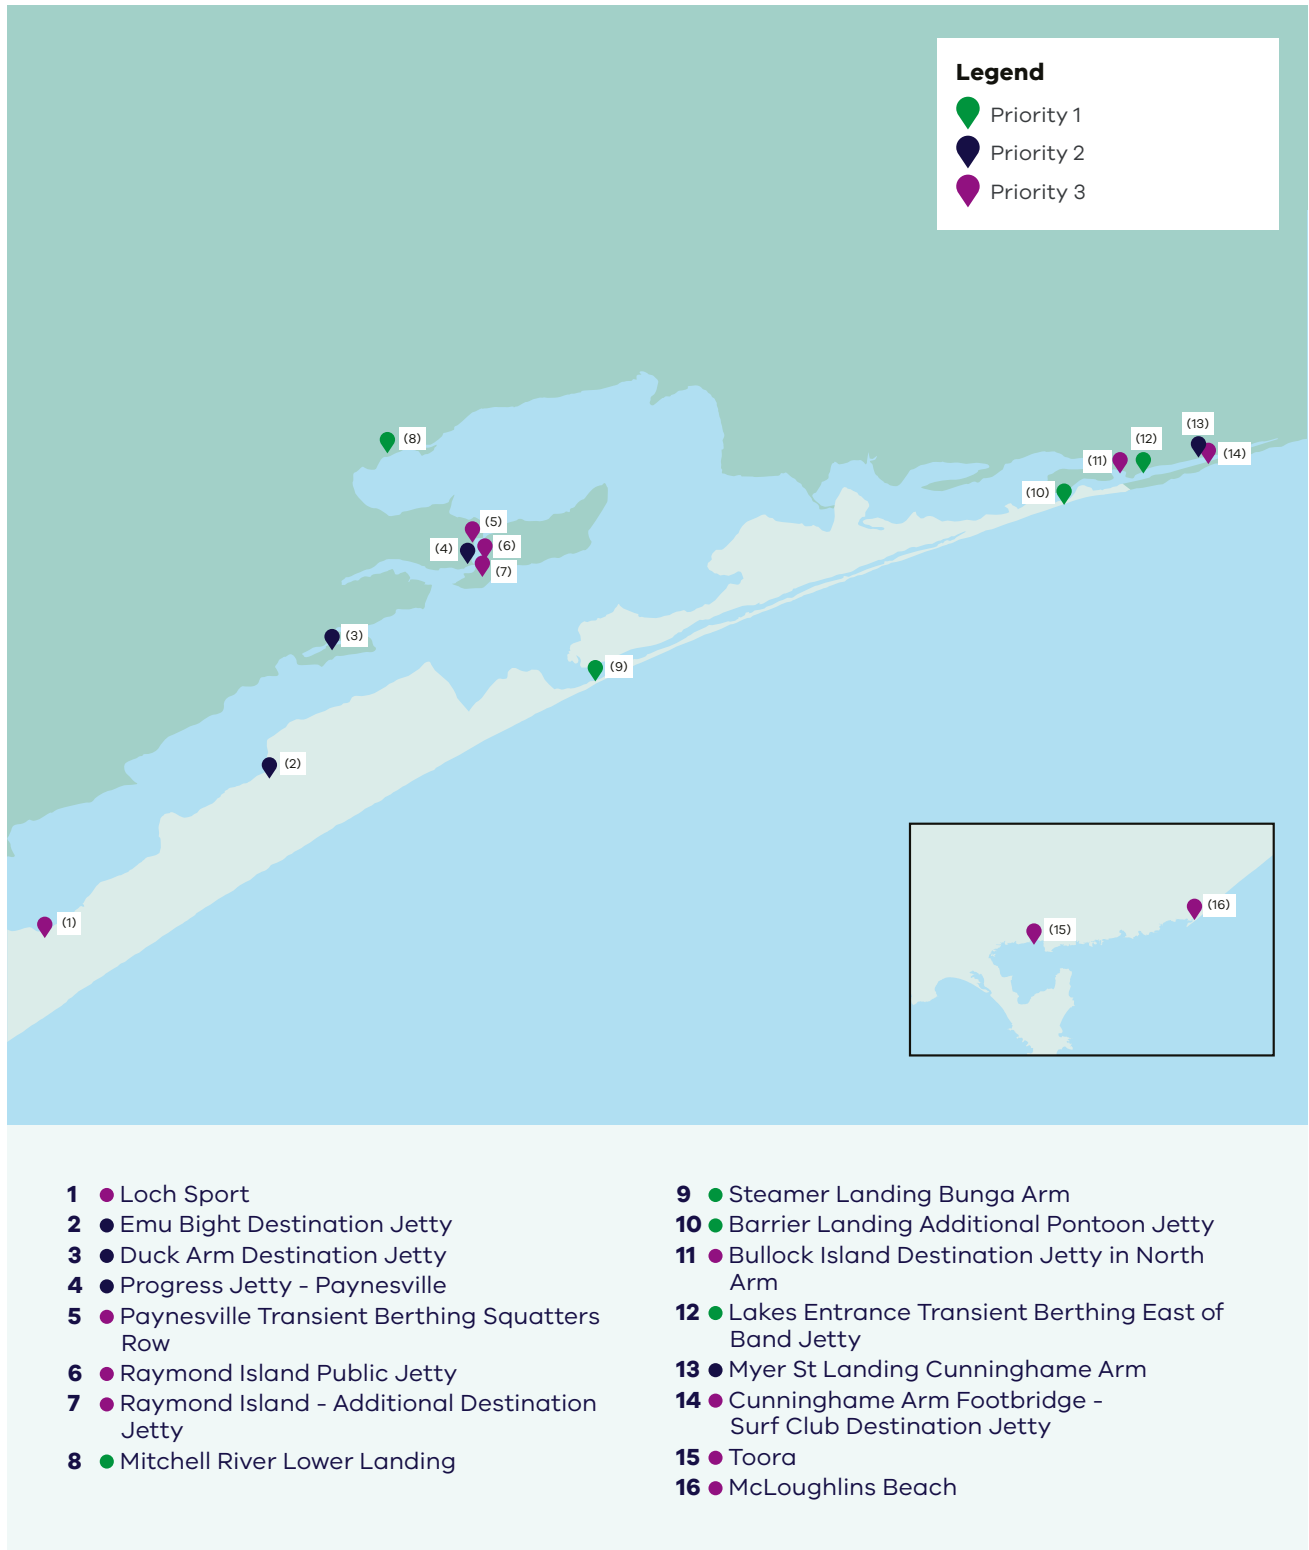 Legend
Priority 1
Priority 2
Priority 3
(13)
(12)
(8)
(14)
(11)
(10)
(5)
(6)
(4)
(7)
(3)
(9)
(2)
(16)
(1)
(15)
1 Loch Sport
2 Emu Bight Destination Jetty
3 Duck Arm Destination Jetty
4 Progress Jetty - Paynesville
5 Paynesville Transient Berthing Squatters
Row
6 Raymond Island Public Jetty
7 Raymond Island - Additional Destination
Jetty
8 Mitchell River Lower Landing
9 Steamer Landing Bunga Arm
10 Barrier Landing Additional Pontoon Jetty
11 Bullock Island Destination Jetty in North
Arm
12 Lakes Entrance Transient Berthing East of
Band Jetty
13 Myer St Landing Cunninghame Arm
14 Cunninghame Arm Footbridge -
Surf Club Destination Jetty
15 Toora
16 McLoughlins Beach